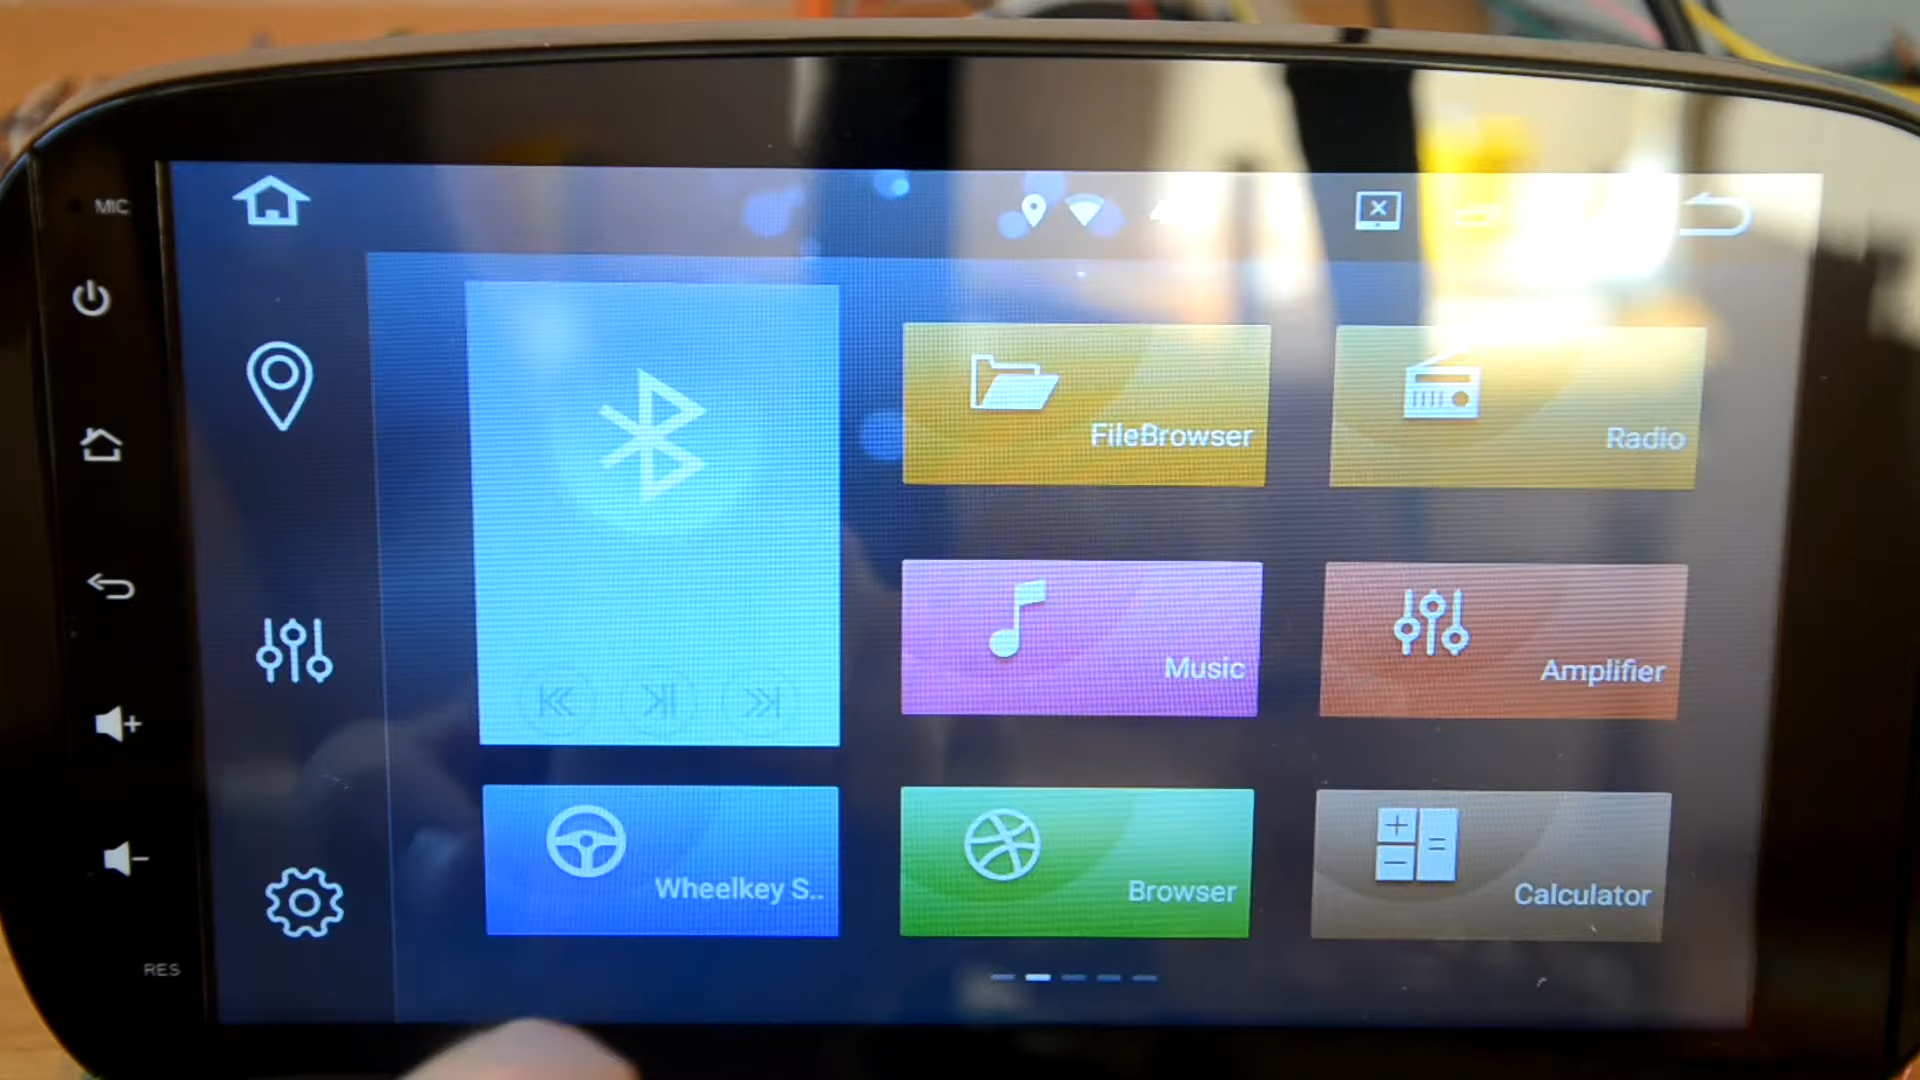 MIC
FileBrowser
Radio
Music
Amplifier
Wheelkey S..
Browser
Calculator
RES